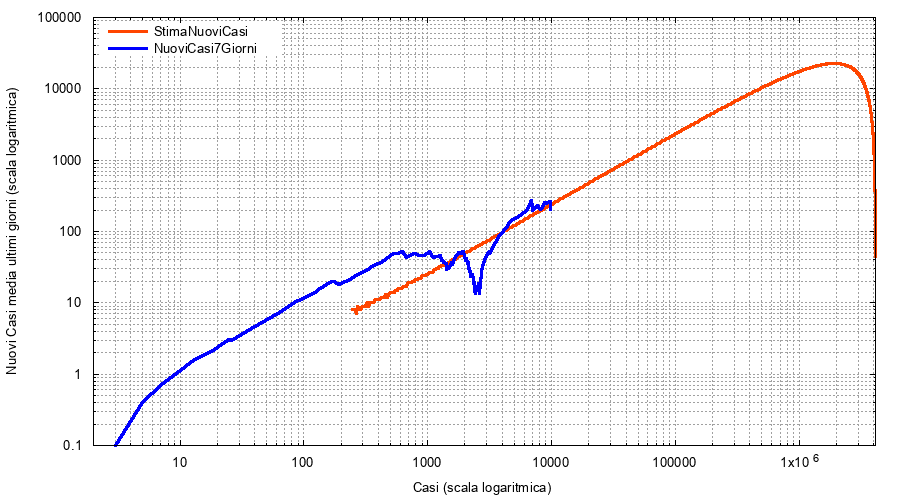 100000
StimaNuoviCasi
NuoviCasi7Giorni
10000
1000
100
10
1
0.1
Nuovi Casi media ultimi giorni (scala logaritmica)
10 100 1000 10000 100000 1x10 6
Casi (scala logaritmica)